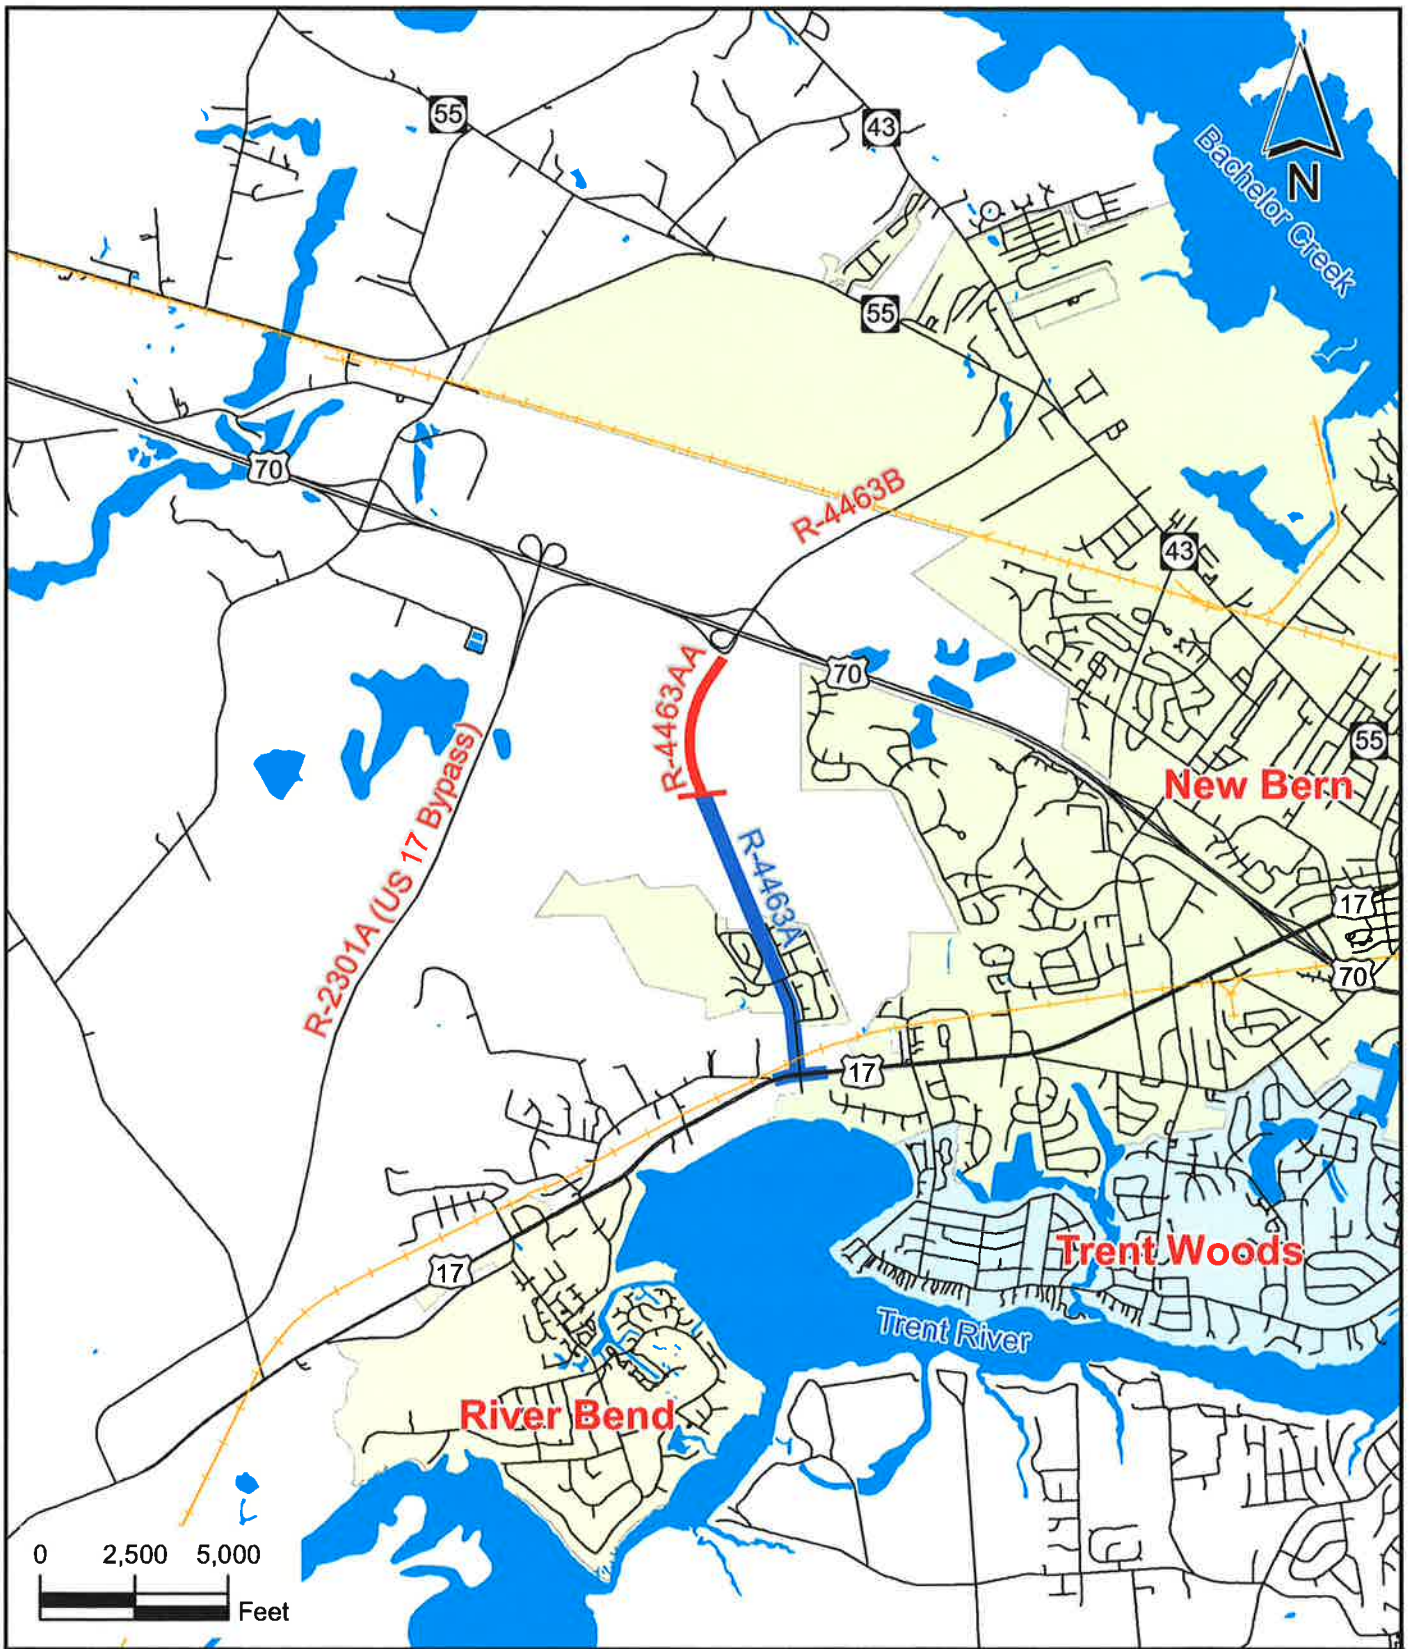 55
43
N
Bachelor Creek
55
70
R-4463B
43
R-4463AA
70
55
New Bern
R-2301A (US 17 Bypass)
R-4463A
17
70
17
Trent Woods
17
Trent River
River Bend
0 2,500 5,000
Feet